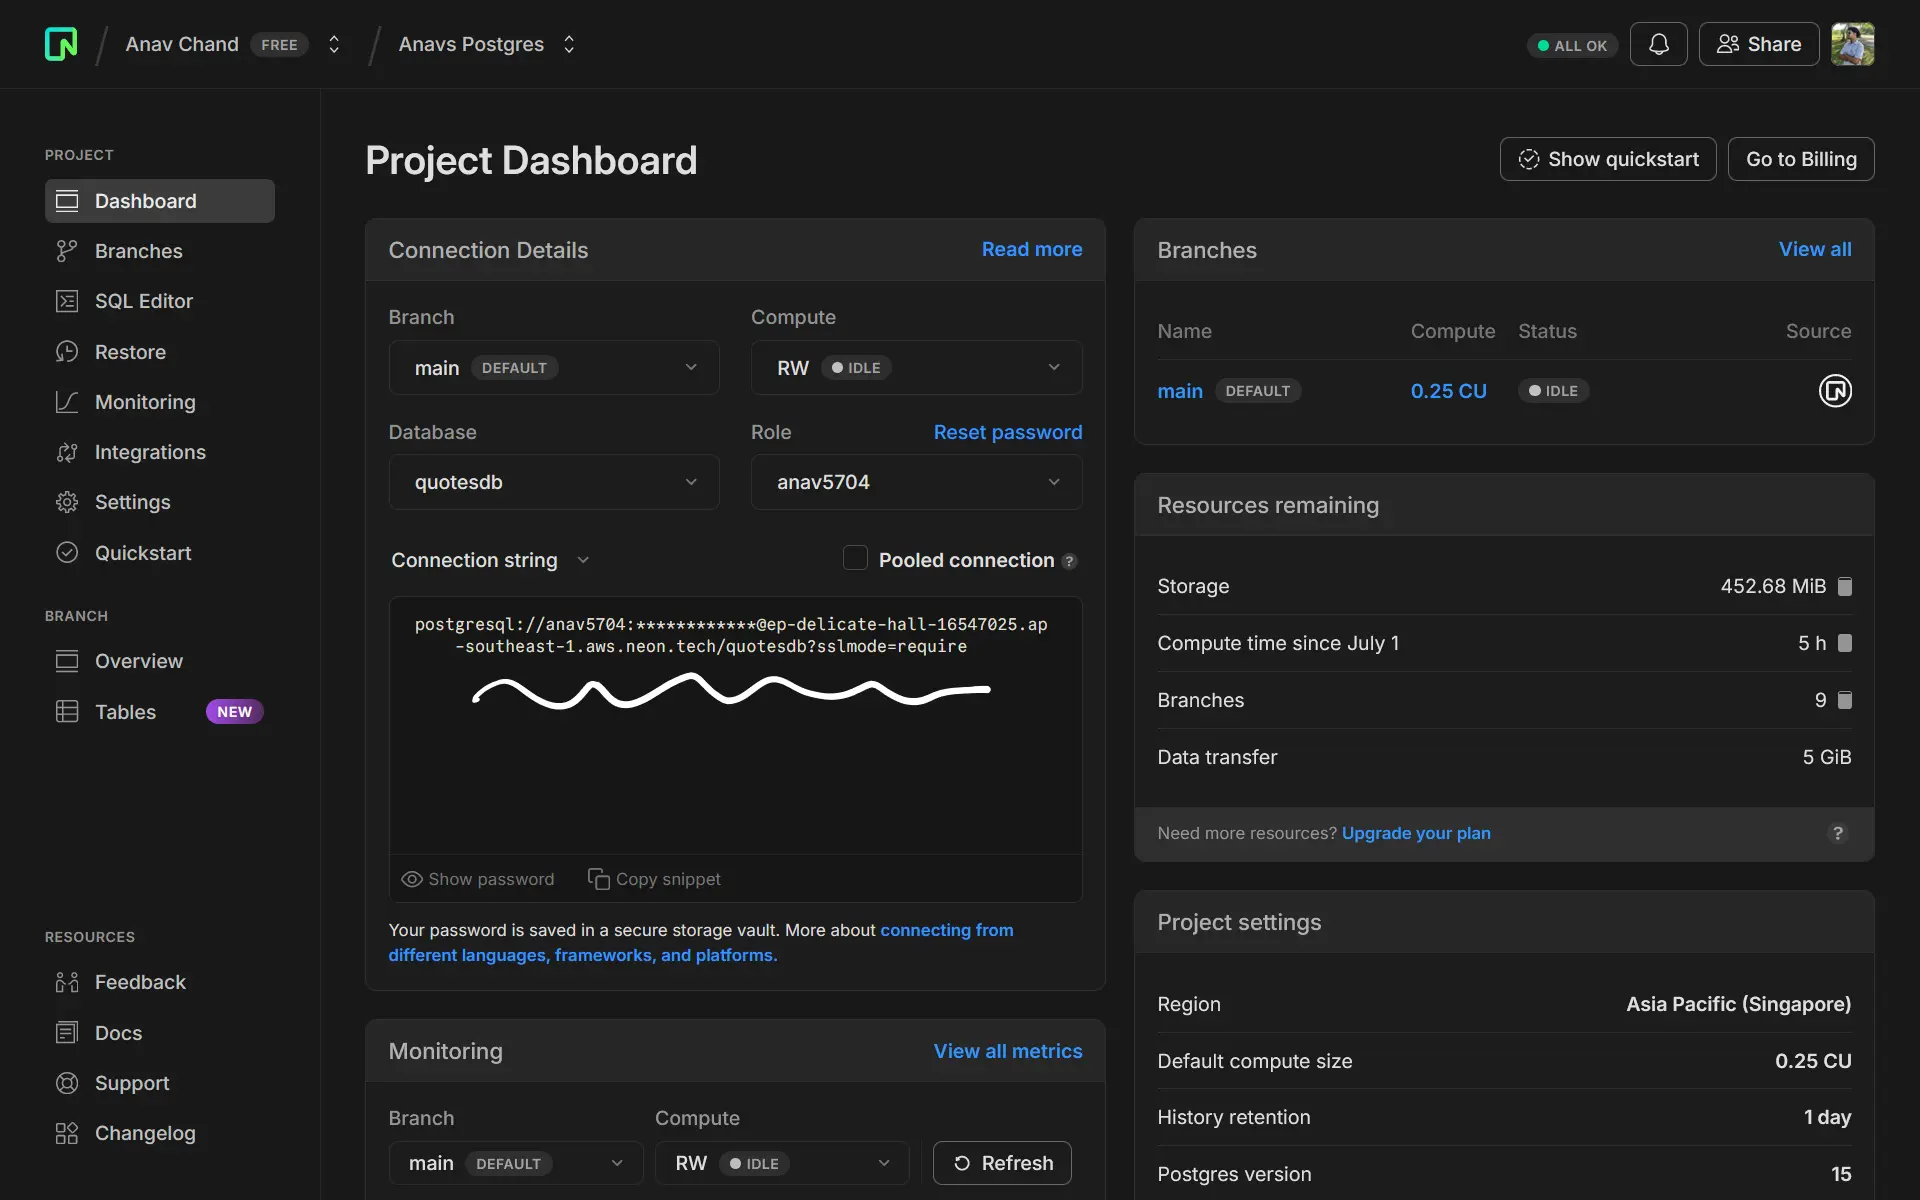 Anav Chand FREE
Anavs Postgres
ALL OK
Share
PROJECT
Dashboard
Branches
SQL Editor
Restore
Monitoring
Integrations
Settings
Quickstart
BRANCH
Overview
Tables NEW
RESOURCES
Feedback
Docs
Support
Changelog
Project Dashboard
Show quickstart
Go to Billing
Connection Details
Read more
Branch
Compute
main DEFAULT
RW IDLE
Database
Role
Reset password
quotesdb
anav5704
Connection string
Pooled connection ?
postgresql://anav5704:************@ep-delicate-hall-16547025.ap
-southeast-1.aws.neon.tech/quotesdb?sslmode=require
Show password
Copy snippet
Your password is saved in a secure storage vault. More about connecting from
different languages, frameworks, and platforms.
Monitoring
View all metrics
Branch
Compute
main DEFAULT
RW IDLE
Refresh
Branches
View all
Name Compute Status Source
main DEFAULT 0.25 CU IDLE
Resources remaining
Storage 452.68 MiB
Compute time since July 1 5 h
Branches 9
Data transfer 5 GiB
Need more resources? Upgrade your plan ?
Project settings
Region Asia Pacific (Singapore)
Default compute size 0.25 CU
History retention 1 day
Postgres version 15